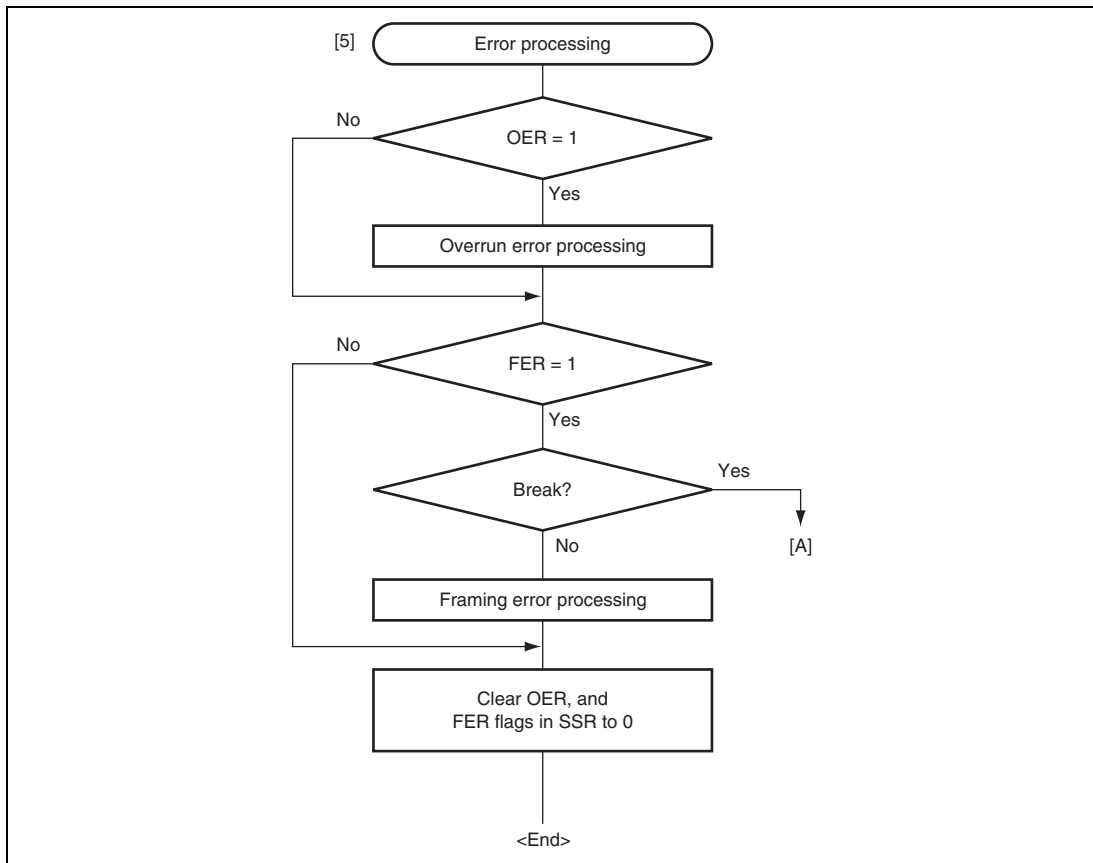 [5]
Error processing
No
OER = 1
Yes
Overrun error processing
No
FER = 1
Yes
Yes
Break?
No
[A]
Framing error processing
Clear OER, and
FER flags in SSR to 0
<End>